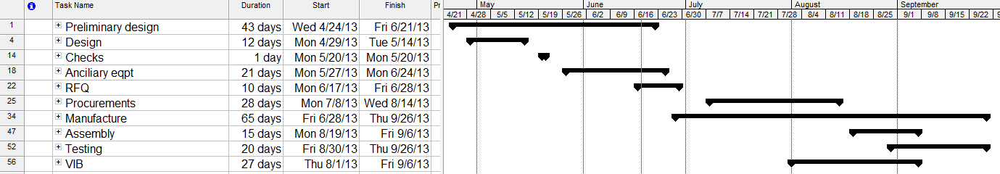 Task Name Duration Start Finish Pr May June July August September
4/21 4/28 5/5 5/12 5/19 5/26 6/2 6/9 6/16 6/23 6/30 7/7 7/14 7/21 7/28 8/4 8/11 8/18 8/25 9/1 9/8 9/15 9/22 9
1 Preliminary design 43 days Wed 4/24/13 Fri 6/21/13
4 Design 12 days Mon 4/29/13 Tue 5/14/13
14 Checks 1 day Mon 5/20/13 Mon 5/20/13
18 Anciliary eqpt 21 days Mon 5/27/13 Mon 6/24/13
22 RFQ 10 days Mon 6/17/13 Fri 6/28/13
25 Procurements 28 days Mon 7/8/13 Wed 8/14/13
34 Manufacture 65 days Fri 6/28/13 Thu 9/26/13
47 Assembly 15 days Mon 8/19/13 Fri 9/6/13
52 Testing 20 days Fri 8/30/13 Thu 9/26/13
56 VIB 27 days Thu 8/1/13 Fri 9/6/13